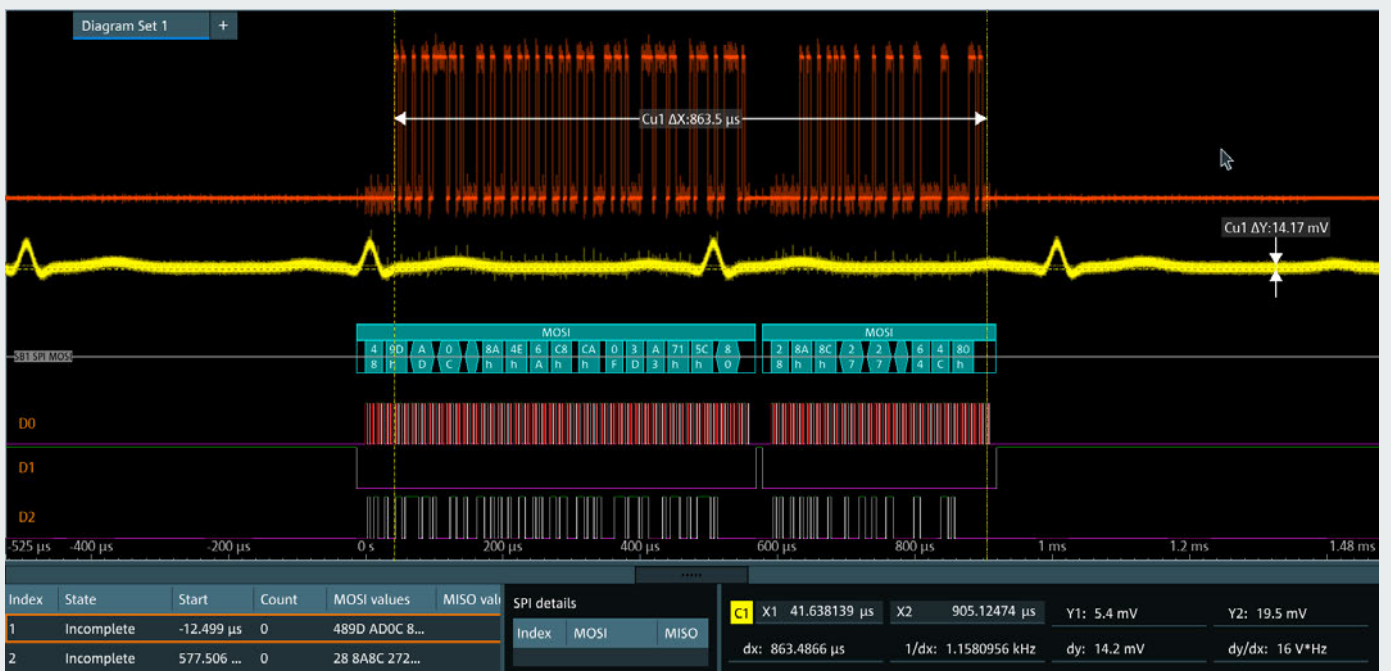 Diagram Set 1 +
Cu1 ΔX:863.5 µs
Cu1 ΔY:14.17 mV
MOSI MOSI
SB1 SPI MOSI
4 9D A 0 8A 4E 6 C8 CA 0 3 A 71 5C 8 2 8A 8C 2 2 6 4 80
8 h D C h h A h h F D 3 h h 0 8 h h 7 7 4 C h
D0
D1
D2
-525 µs -400 µs -200 µs 0 s 200 µs 400 µs 600 µs 800 µs 1 ms 1.2 ms 1.48 ms
Index State Start Count MOSI values MISO valu
1 Incomplete -12.499 µs 0 489D AD0C 8...
2 Incomplete 577.506 ... 0 28 8A8C 272...
SPI details
Index MOSI MISO
C1 X1 41.638139 µs X2 905.12474 µs Y1: 5.4 mV Y2: 19.5 mV
dx: 863.4866 µs 1/dx: 1.1580956 kHz dy: 14.2 mV dy/dx: 16 V*Hz